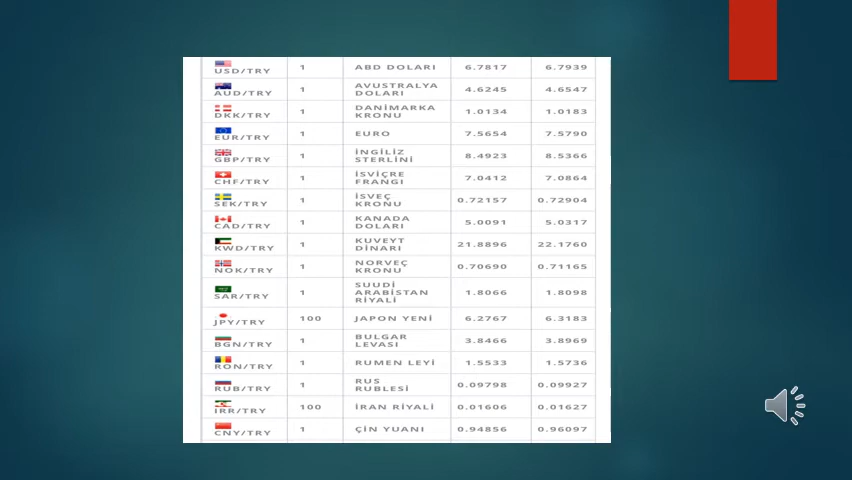 USD/TRY 1 ABD DOLARI 6.7817 6.7939
AUD/TRY 1 AVUSTRALYA DOLARI 4.6245 4.6547
DKK/TRY 1 DANİMARKA KRONU 1.0134 1.0183
EUR/TRY 1 EURO 7.5654 7.5790
GBP/TRY 1 İNGİLİZ STERLİNİ 8.4923 8.5366
CHF/TRY 1 İSVİÇRE FRANGI 7.0412 7.0864
SEK/TRY 1 İSVEÇ KRONU 0.72157 0.72904
CAD/TRY 1 KANADA DOLARI 5.0091 5.0317
KWD/TRY 1 KUVEYT DİNARI 21.8896 22.1760
NOK/TRY 1 NORVEÇ KRONU 0.70690 0.71165
SAR/TRY 1 SUUDİ ARABİSTAN RİYALİ 1.8066 1.8098
JPY/TRY 100 JAPON YENİ 6.2767 6.3183
BGN/TRY 1 BULGAR LEVASI 3.8466 3.8969
RON/TRY 1 RUMEN LEYİ 1.5533 1.5736
RUB/TRY 1 RUS RUBLESİ 0.09798 0.09927
IRR/TRY 100 İRAN RİYALİ 0.01606 0.01627
CNY/TRY 1 ÇİN YUANI 0.94856 0.96097